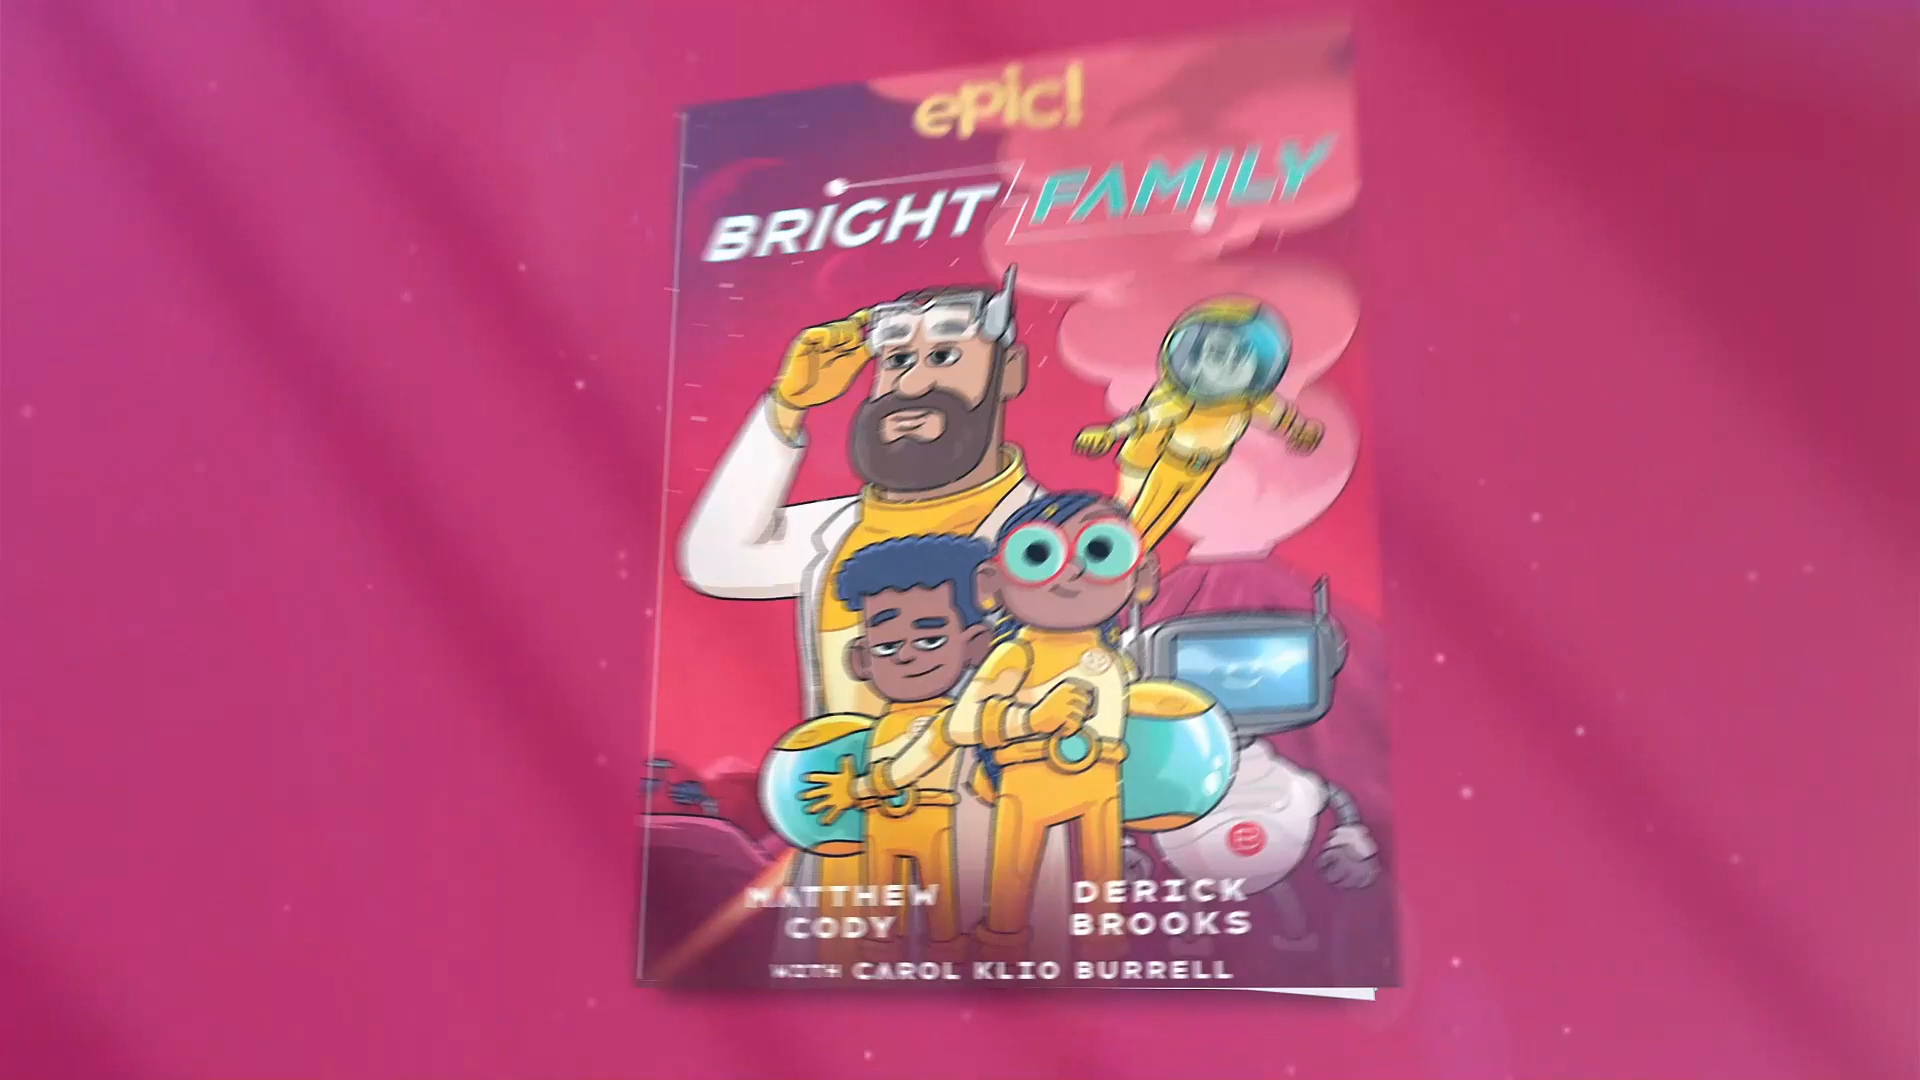 epic!
BRIGHT FAMILY
MATTHEW
CODY
DERICK
BROOKS
WITH CAROL KLIO BURRELL